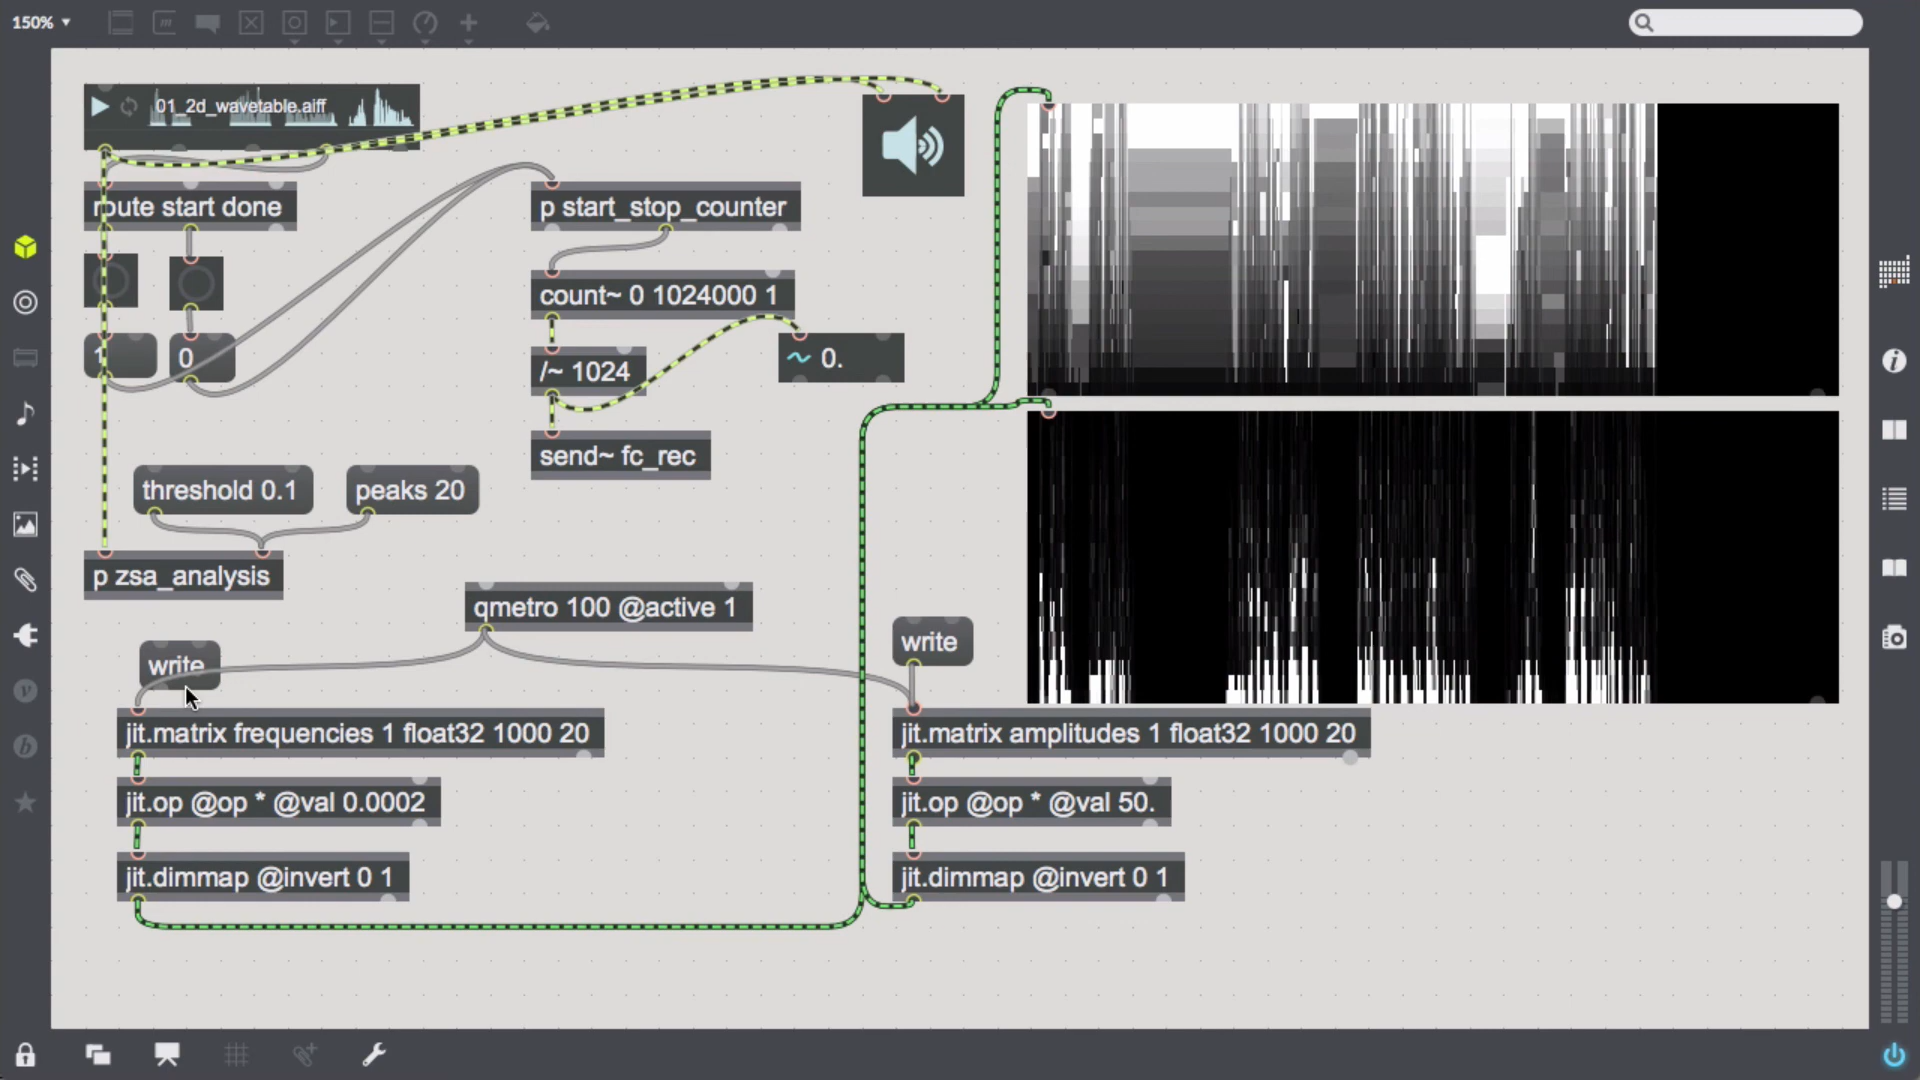 150%
01_2d_wavetable.aiff
route start done
p start_stop_counter
count~ 0 1024000 1
1
0
/~ 1024
0.
send~ fc_rec
threshold 0.1
peaks 20
p zsa_analysis
qmetro 100 @active 1
write
write
jit.matrix frequencies 1 float32 1000 20
jit.matrix amplitudes 1 float32 1000 20
jit.op @op * @val 0.0002
jit.op @op * @val 50.
jit.dimmap @invert 0 1
jit.dimmap @invert 0 1